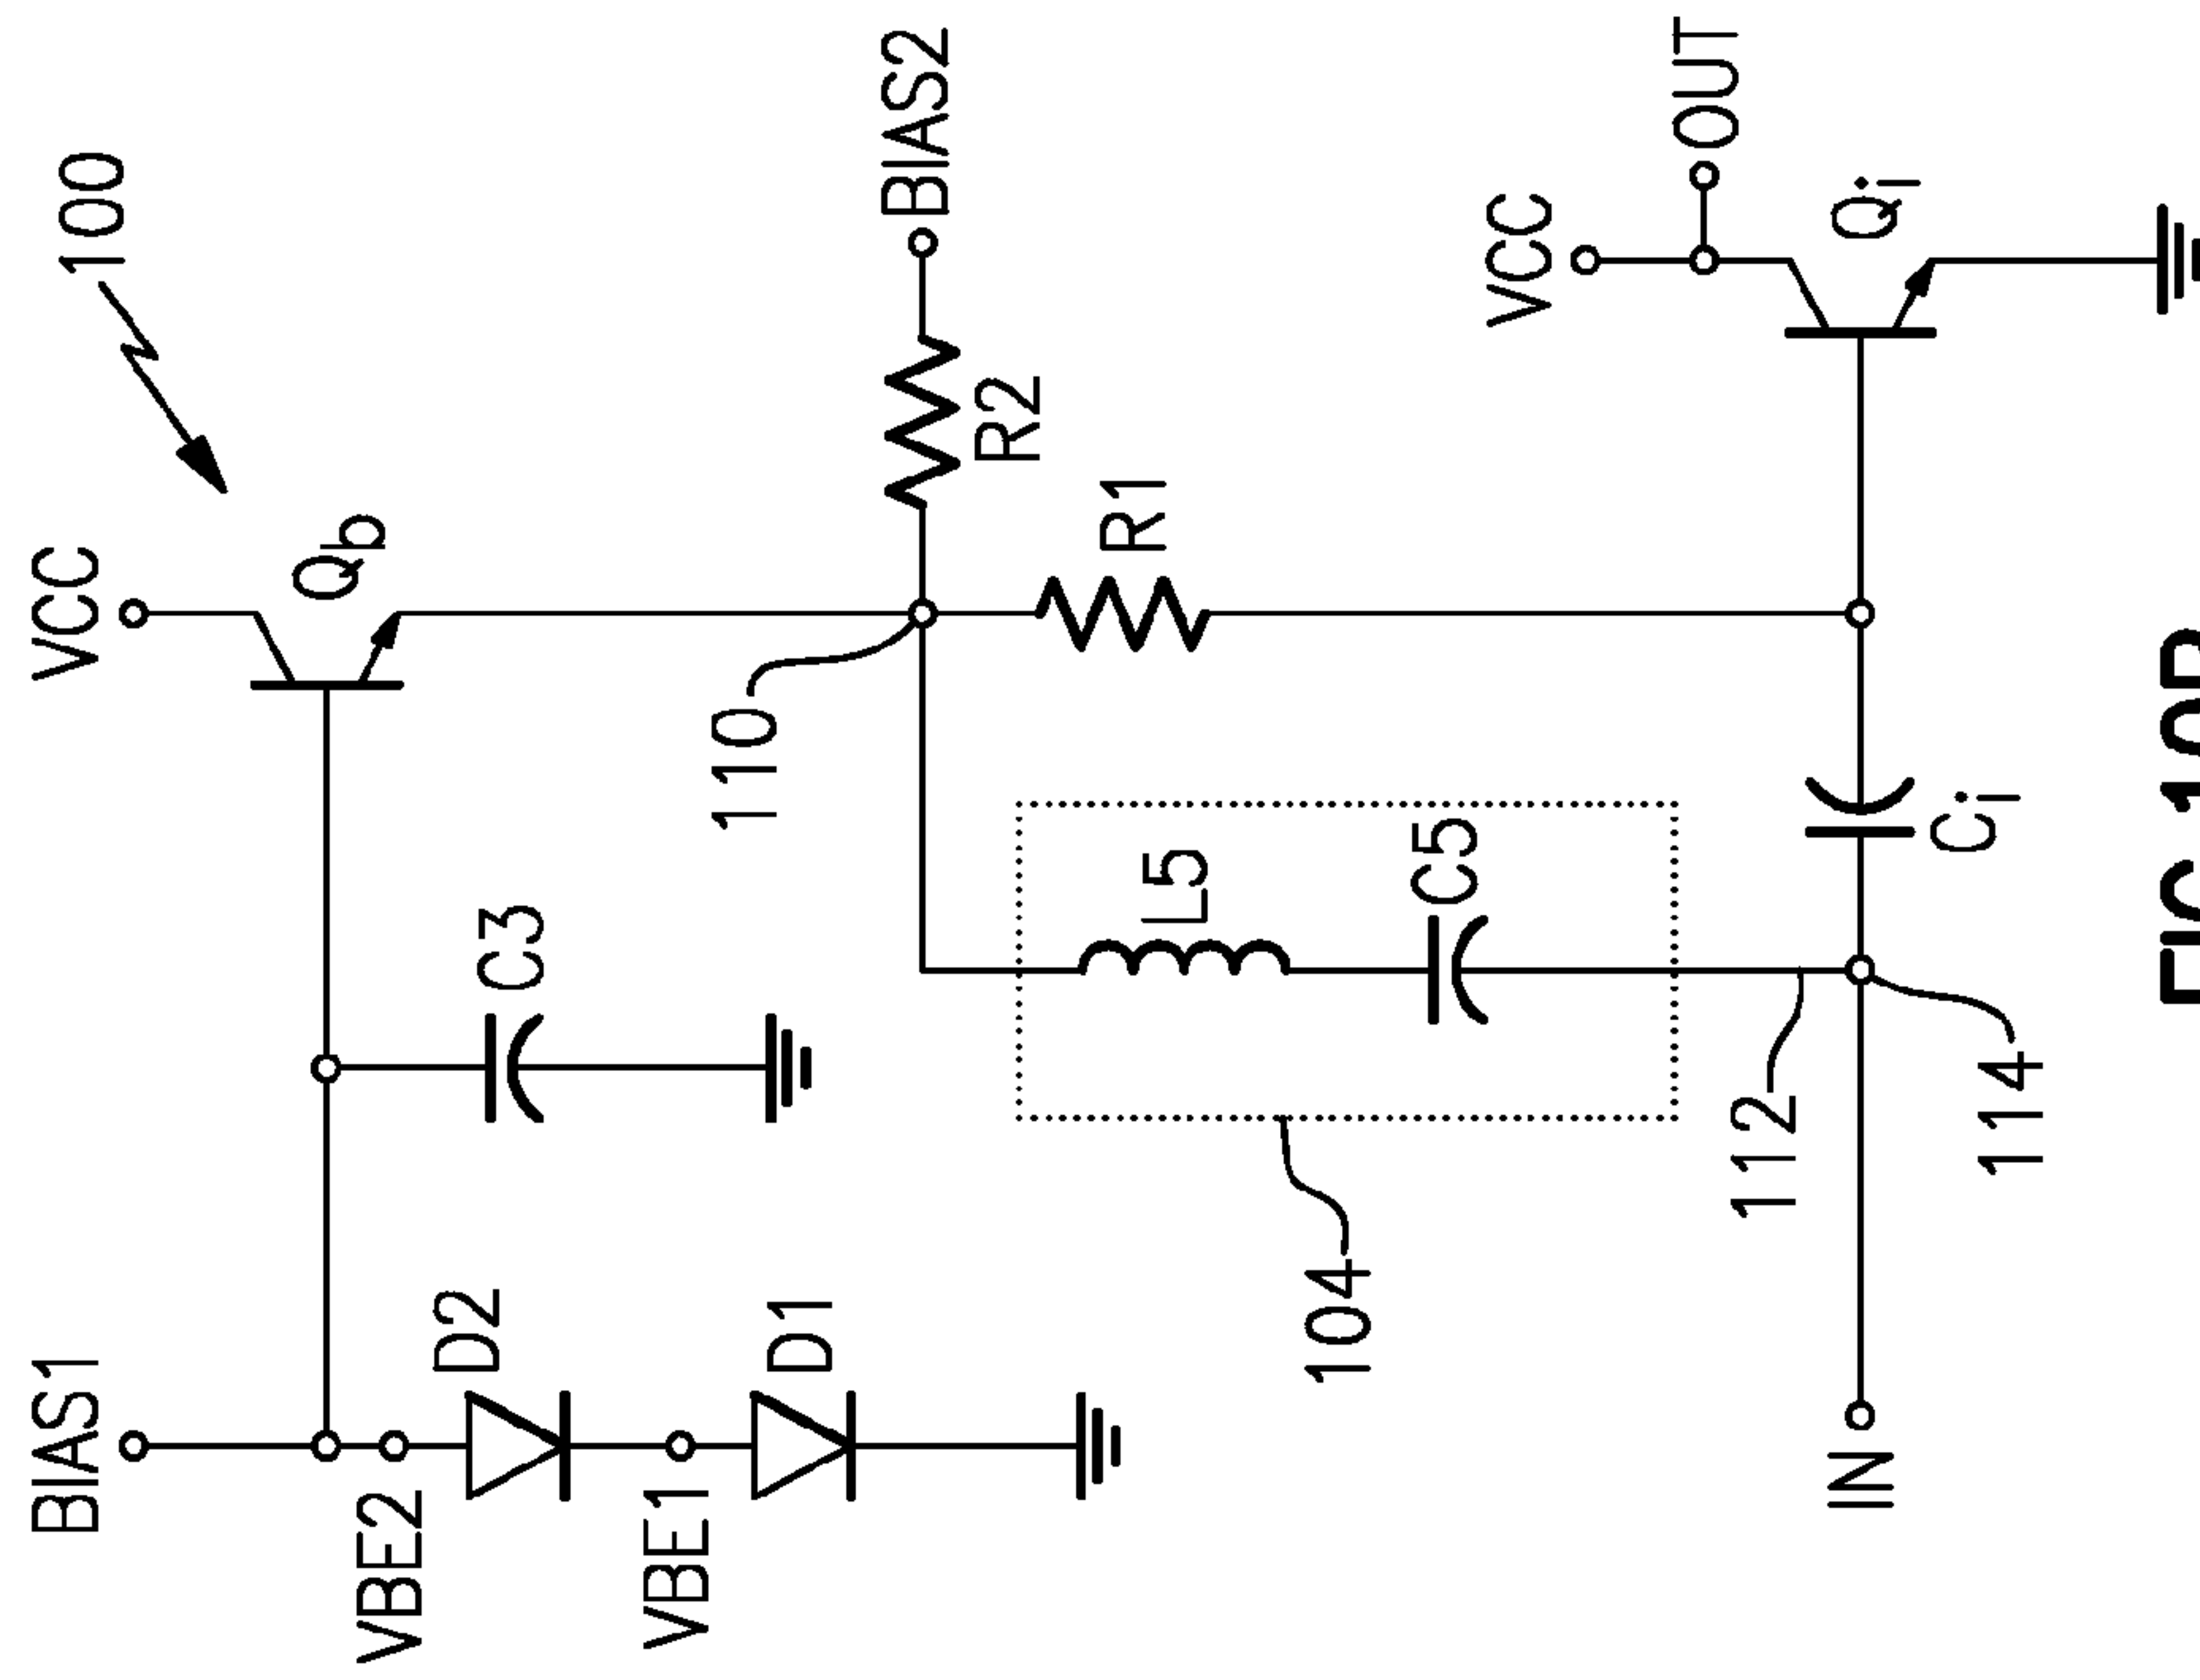 100
BIAS1
VCC
Qb
VBE2
D2
C3
VBE1
D1
110
BIAS2
R2
R1
104
L5
C5
112
114
IN
Ci
VCC
OUT
Qi